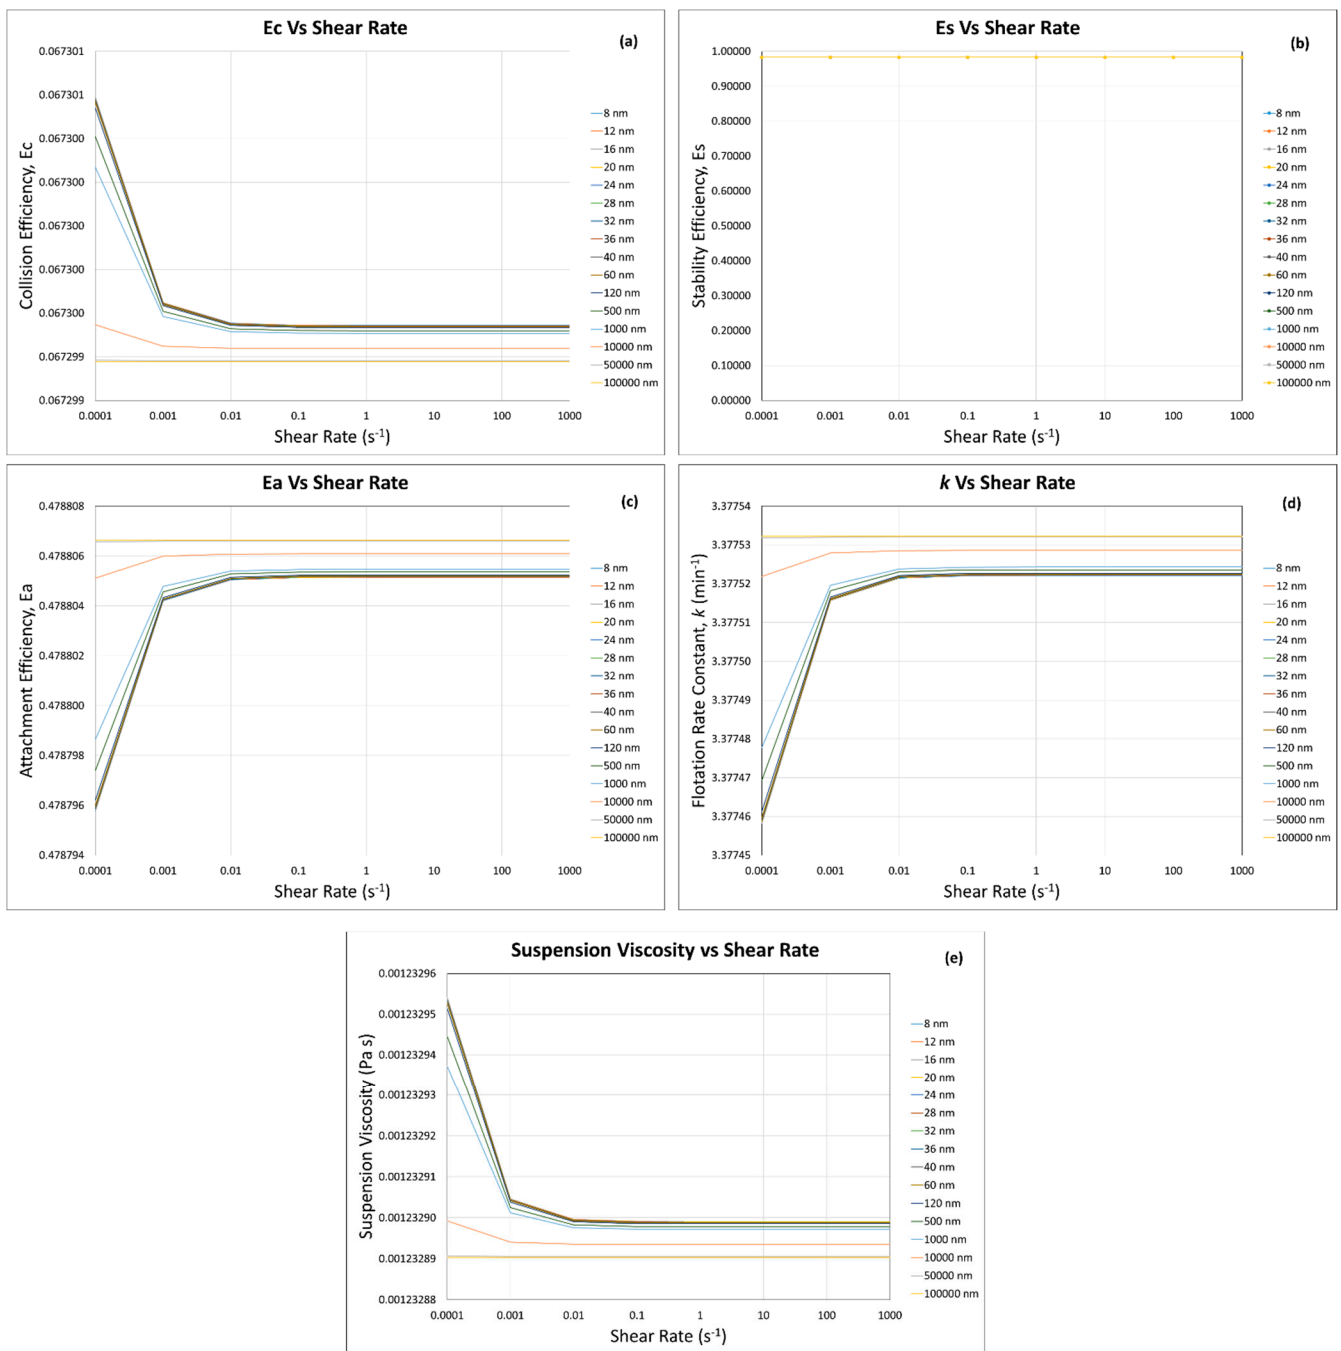 Ec Vs Shear Rate
(a)
Collision Efficiency, Ec
0.067301
0.067301
0.067300
0.067300
0.067300
0.067300
0.067300
0.067299
0.067299
0.0001 0.001 0.01 0.1 1 10 100 1000
Shear Rate (s⁻¹)
8 nm
12 nm
16 nm
20 nm
24 nm
28 nm
32 nm
36 nm
40 nm
60 nm
120 nm
500 nm
1000 nm
10000 nm
50000 nm
100000 nm
Es Vs Shear Rate
(b)
Stability Efficiency, Es
1.00000
0.90000
0.80000
0.70000
0.60000
0.50000
0.40000
0.30000
0.20000
0.10000
0.00000
0.0001 0.001 0.01 0.1 1 10 100 1000
Shear Rate (s⁻¹)
8 nm
12 nm
16 nm
20 nm
24 nm
28 nm
32 nm
36 nm
40 nm
60 nm
120 nm
500 nm
1000 nm
10000 nm
50000 nm
100000 nm
Ea Vs Shear Rate
(c)
Attachment Efficiency, Ea
0.478808
0.478806
0.478804
0.478802
0.478800
0.478798
0.478796
0.478794
0.0001 0.001 0.01 0.1 1 10 100 1000
Shear Rate (s⁻¹)
8 nm
12 nm
16 nm
20 nm
24 nm
28 nm
32 nm
36 nm
40 nm
60 nm
120 nm
500 nm
1000 nm
10000 nm
50000 nm
100000 nm
k Vs Shear Rate
(d)
Flotation Rate Constant, k (min⁻¹)
3.37754
3.37753
3.37752
3.37751
3.37750
3.37749
3.37748
3.37747
3.37746
3.37745
0.0001 0.001 0.01 0.1 1 10 100 1000
Shear Rate (s⁻¹)
8 nm
12 nm
16 nm
20 nm
24 nm
28 nm
32 nm
36 nm
40 nm
60 nm
120 nm
500 nm
1000 nm
10000 nm
50000 nm
100000 nm
Suspension Viscosity vs Shear Rate
(e)
Suspension Viscosity (Pa s)
0.00123296
0.00123295
0.00123294
0.00123293
0.00123292
0.00123291
0.00123290
0.00123289
0.00123288
0.0001 0.001 0.01 0.1 1 10 100 1000
Shear Rate (s⁻¹)
8 nm
12 nm
16 nm
20 nm
24 nm
28 nm
32 nm
36 nm
40 nm
60 nm
120 nm
500 nm
1000 nm
10000 nm
50000 nm
100000 nm